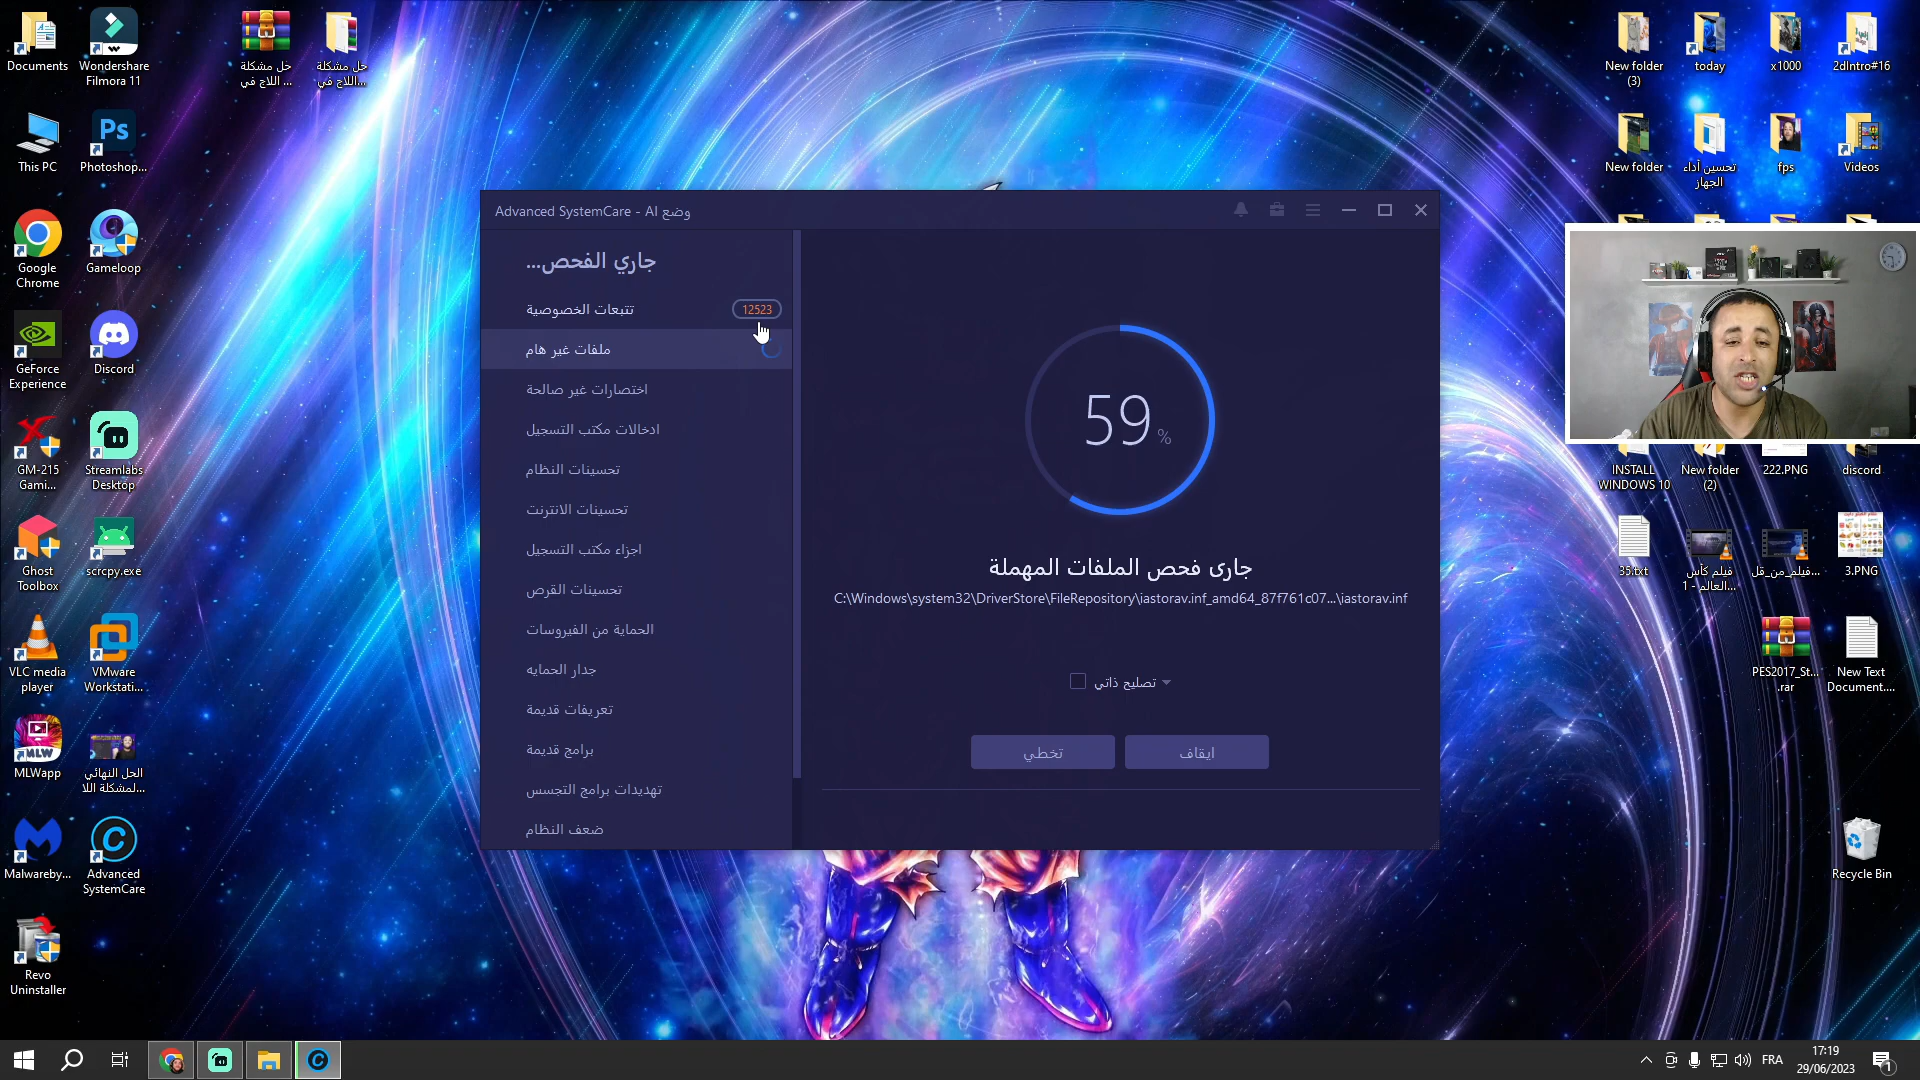 Documents
Wondershare
Filmora 11
حل مشكلة
اللاج في ...
حل مشكلة
اللاج في...
This PC
Photoshop...
Google
Chrome
Gameloop
GeForce
Experience
Discord
GM-215
Gami...
Streamlabs
Desktop
Ghost
Toolbox
scrcpy.exe
VLC media
player
VMware
Workstati...
MLWapp
الحل النهائي
لمشكلة اللا...
Malwareby...
Advanced
SystemCare
Revo
Uninstaller
Advanced SystemCare - AI وضع
جاري الفحص...
تتبعات الخصوصية
12523
ملفات غير هام
اختصارات غير صالحة
ادخالات مكتب التسجيل
تحسينات النظام
تحسينات الانترنت
اجزاء مكتب التسجيل
تحسينات القرص
الحماية من الفيروسات
جدار الحمايه
تعريفات قديمة
برامج قديمة
تهديدات برامج التجسس
ضعف النظام
59 %
جارى فحص الملفات المهملة
C:\Windows\system32\DriverStore\FileRepository\iastorav.inf_amd64_87f761c07...\iastorav.inf
تصليح ذاتي
تخطي
ايقاف
New folder
(3)
today
x1000
2dIntro#16
New folder
تحسين أداء
الجهاز
fps
Videos
INSTALL
WINDOWS 10
New folder
(2)
222.PNG
discord
35.txt
فيلم كأس
العالم - 1...
فيلم_من_قل...
3.PNG
PES2017_St...
.rar
New Text
Document....
Recycle Bin
FRA
17:19
29/06/2023
1